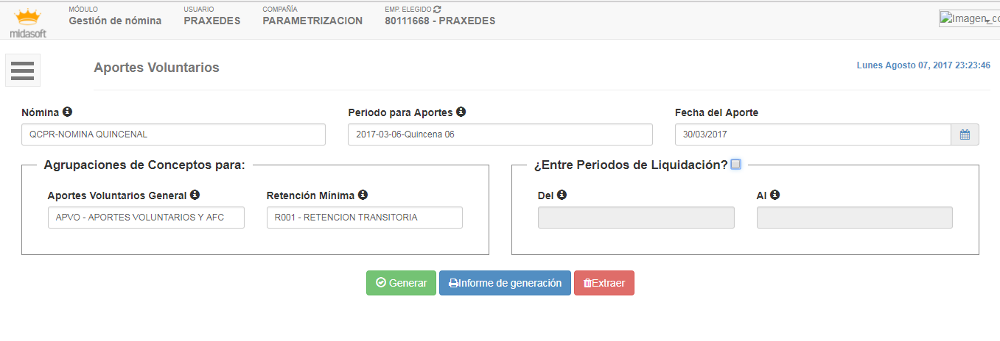 midasoft
MÓDULO
Gestión de nómina
USUARIO
PRAXEDES
COMPAÑÍA
PARAMETRIZACION
EMP. ELEGIDO
80111668 - PRAXEDES
Imagen_co
Aportes Voluntarios
Lunes Agosto 07, 2017 23:23:46
Nómina
Periodo para Aportes
Fecha del Aporte
QCPR-NOMINA QUINCENAL
2017-03-06-Quincena 06
30/03/2017
Agrupaciones de Conceptos para:
¿Entre Periodos de Liquidación?
Aportes Voluntarios General
Retención Mínima
Del
Al
APVO - APORTES VOLUNTARIOS Y AFC
R001 - RETENCION TRANSITORIA
Generar
Informe de generación
Extraer